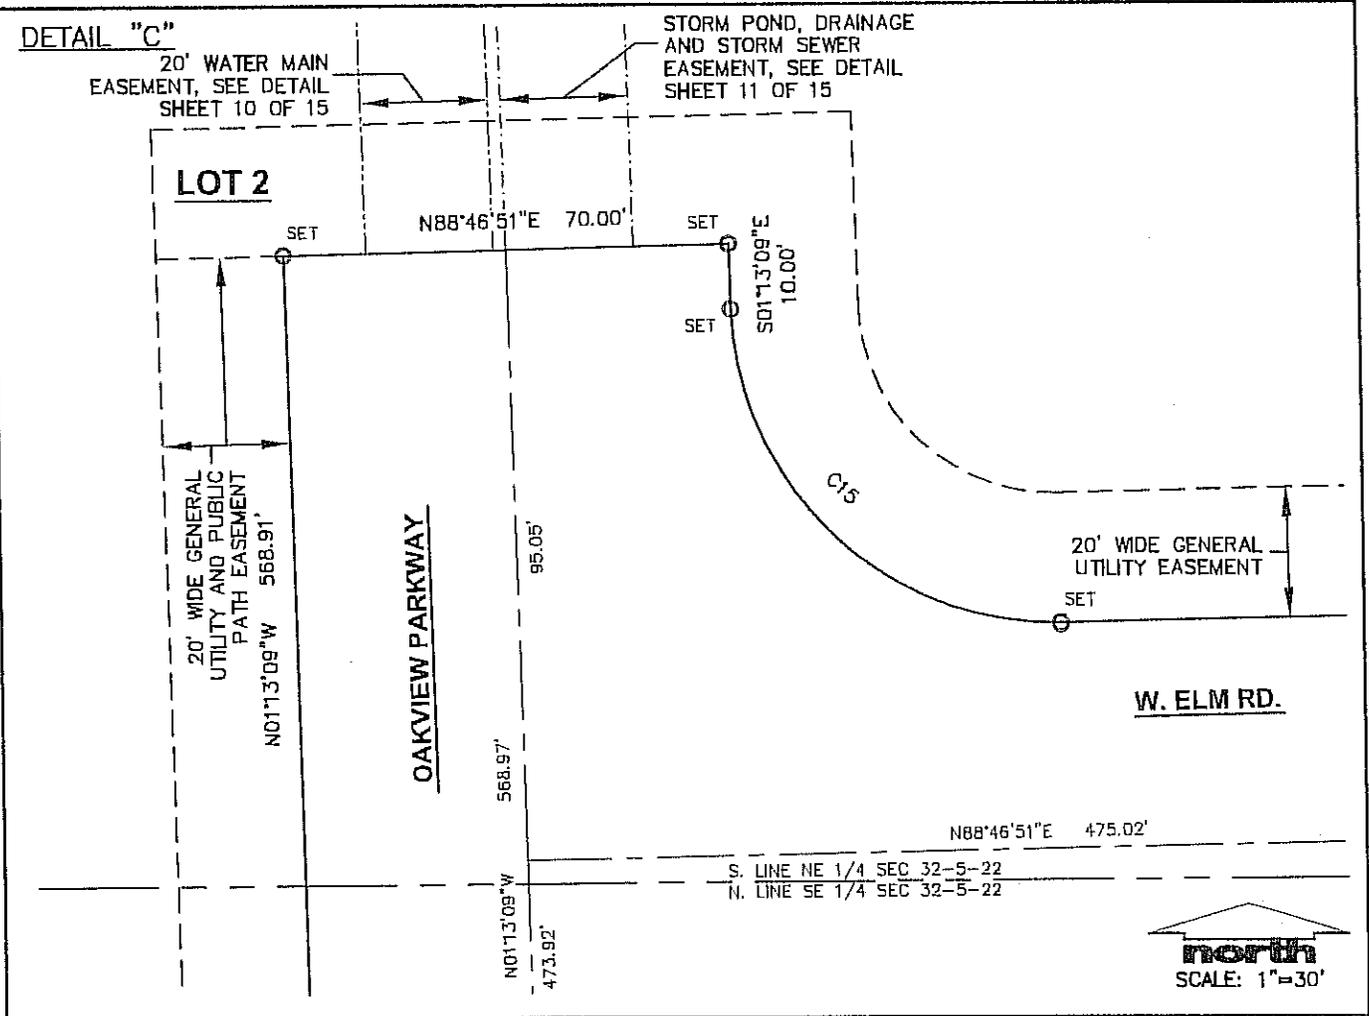 DETAIL "C"
20' WATER MAIN
EASEMENT, SEE DETAIL
SHEET 10 OF 15
STORM POND, DRAINAGE
AND STORM SEWER
EASEMENT, SEE DETAIL
SHEET 11 OF 15
LOT 2
SET
N88°46'51"E 70.00'
SET
S01°13'09"E
10.00'
SET
20' WIDE GENERAL
UTILITY AND PUBLIC
PATH EASEMENT
N01°13'09"W 568.91'
OAKVIEW PARKWAY
95.05'
568.97'
C15
20' WIDE GENERAL
UTILITY EASEMENT
SET
W. ELM RD.
N88°46'51"E 475.02'
S. LINE NE 1/4 SEC 32-5-22
N. LINE SE 1/4 SEC 32-5-22
N01°13'09"W
473.92'
north
SCALE: 1"=30'